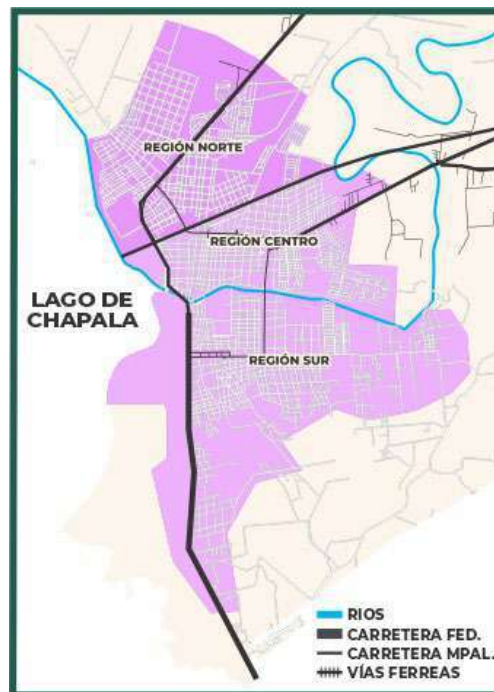 REGIÓN NORTE
REGIÓN CENTRO
LAGO DE
CHAPALA
REGIÓN SUR
RIOS
CARRETERA FED.
CARRETERA MPAL.
VÍAS FERREAS